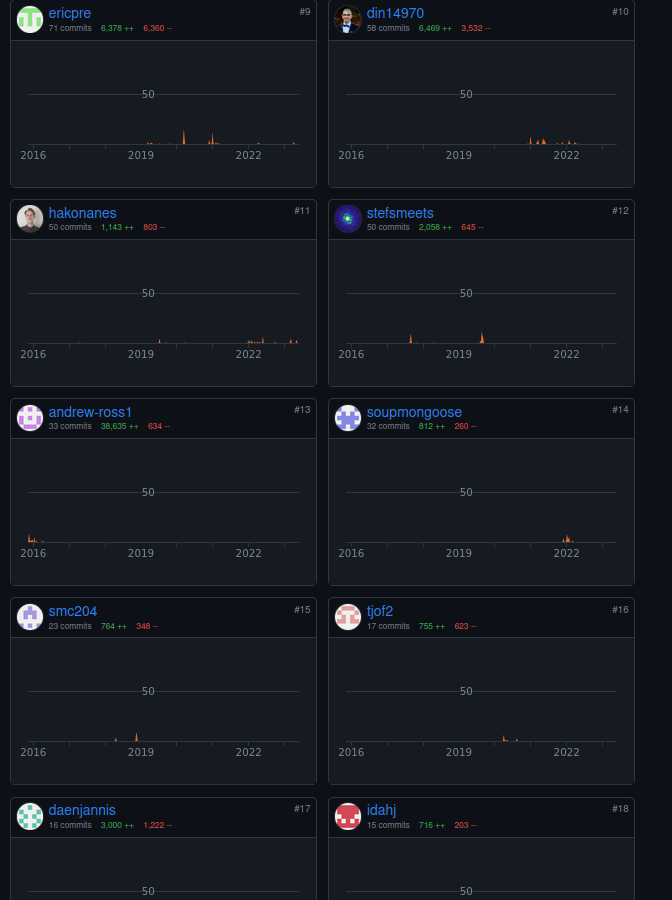 ericpre #9
71 commits 6,378 ++ 6,360 --
50
2016 2019 2022
din14970 #10
58 commits 6,469 ++ 3,532 --
50
2016 2019 2022
hakonanes #11
50 commits 1,143 ++ 803 --
50
2016 2019 2022
stefsmeets #12
50 commits 2,058 ++ 645 --
50
2016 2019 2022
andrew-ross1 #13
33 commits 38,635 ++ 634 --
50
2016 2019 2022
soupmongoose #14
32 commits 812 ++ 260 --
50
2016 2019 2022
smc204 #15
23 commits 764 ++ 348 --
50
2016 2019 2022
tjof2 #16
17 commits 755 ++ 623 --
50
2016 2019 2022
daenjannis #17
16 commits 3,000 ++ 1,222 --
50
idahj #18
15 commits 716 ++ 203 --
50